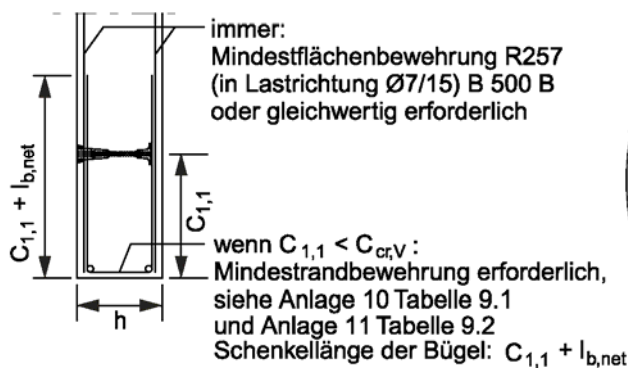 immer:
Mindestflächenbewehrung R257
(in Lastrichtung Ø7/15) B 500 B
oder gleichwertig erforderlich
C1,1 + lb,net
C1,1
wenn C1,1 < Ccr,V :
Mindestrandbewehrung erforderlich,
siehe Anlage 10 Tabelle 9.1
und Anlage 11 Tabelle 9.2
h
Schenkellänge der Bügel: C1,1 + lb,net